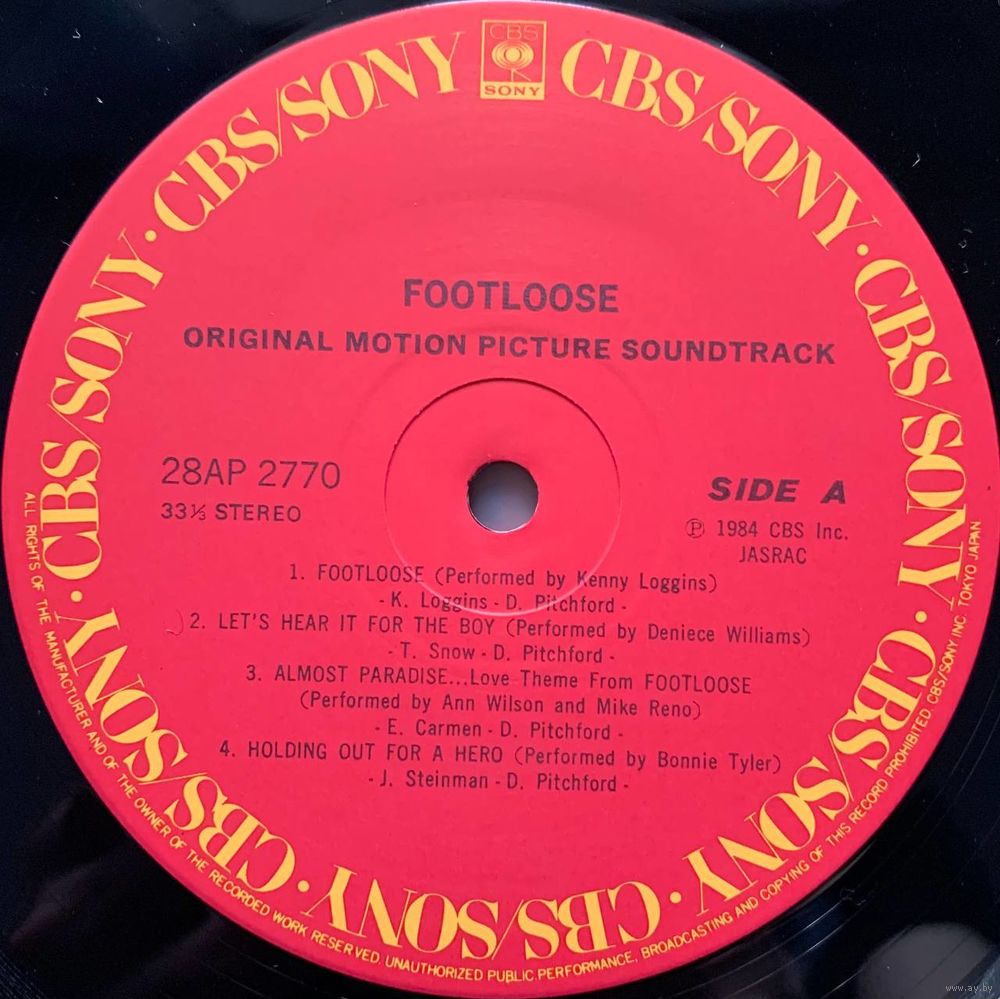 CBS
SONY
CBS/SONY · CBS/SONY · CBS/SONY · CBS/SONY · CBS/SONY · CBS/SONY · CBS/SONY · CBS/SONY
FOOTLOOSE
ORIGINAL MOTION PICTURE SOUNDTRACK
28AP 2770
33⅓ STEREO
SIDE A
Ⓟ 1984 CBS Inc.
JASRAC
1. FOOTLOOSE (Performed by Kenny Loggins)
- K. Loggins - D. Pitchford -
2. LET'S HEAR IT FOR THE BOY (Performed by Deniece Williams)
- T. Snow - D. Pitchford -
3. ALMOST PARADISE...Love Theme From FOOTLOOSE
(Performed by Ann Wilson and Mike Reno)
- E. Carmen - D. Pitchford -
4. HOLDING OUT FOR A HERO (Performed by Bonnie Tyler)
- J. Steinman - D. Pitchford -
ALL RIGHTS OF THE MANUFACTURER AND OF THE OWNER OF THE RECORDED WORK RESERVED. UNAUTHORIZED PUBLIC PERFORMANCE, BROADCASTING AND COPYING OF THIS RECORD PROHIBITED. CBS/SONY INC. TOKYO JAPAN
www.ay.by